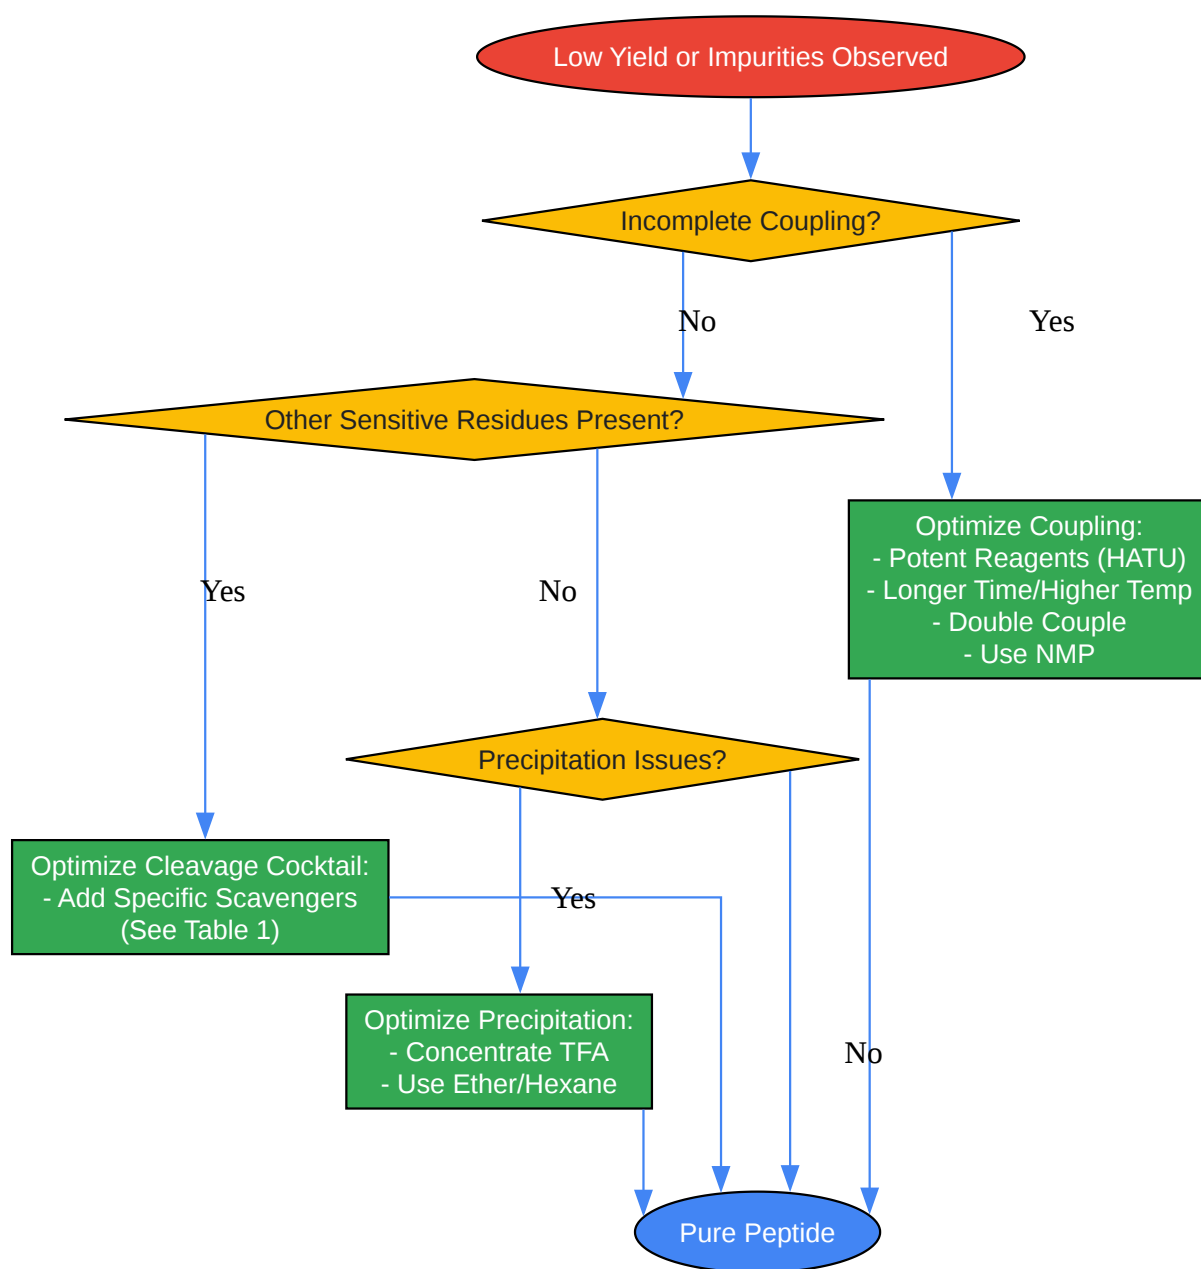 Low Yield or Impurities Observed
Incomplete Coupling?
No
Yes
Other Sensitive Residues Present?
Optimize Coupling:
- Potent Reagents (HATU)
- Longer Time/Higher Temp
- Double Couple
- Use NMP
Yes
No
Precipitation Issues?
Optimize Cleavage Cocktail:
- Add Specific Scavengers
(See Table 1)
Yes
Optimize Precipitation:
- Concentrate TFA
- Use Ether/Hexane
No
Pure Peptide